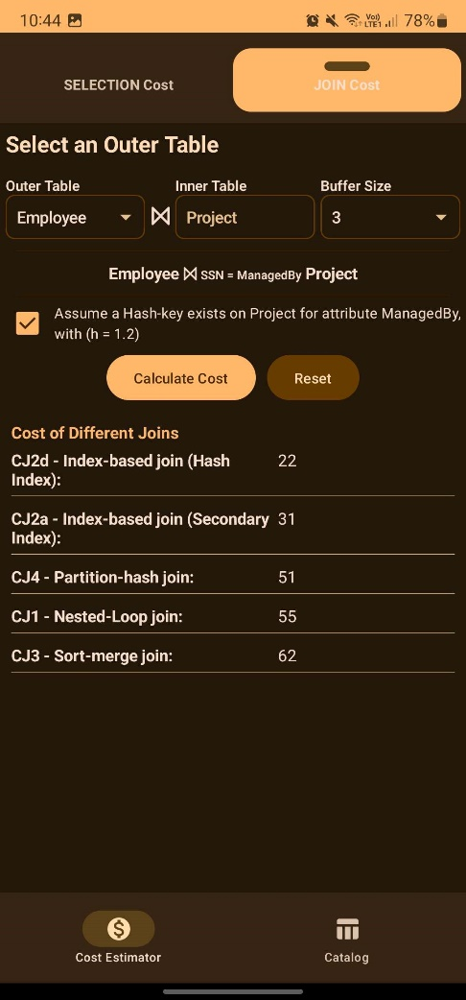 10:44 Vo)) LTE1 78%
SELECTION Cost JOIN Cost
Select an Outer Table
Outer Table Inner Table Buffer Size
Employee ⋈ Project 3
Employee ⋈ SSN = ManagedBy Project
Assume a Hash-key exists on Project for attribute ManagedBy,
with (h = 1.2)
Calculate Cost Reset
Cost of Different Joins
CJ2d - Index-based join (Hash 22
Index):
CJ2a - Index-based join (Secondary 31
Index):
CJ4 - Partition-hash join: 51
CJ1 - Nested-Loop join: 55
CJ3 - Sort-merge join: 62
Cost Estimator Catalog